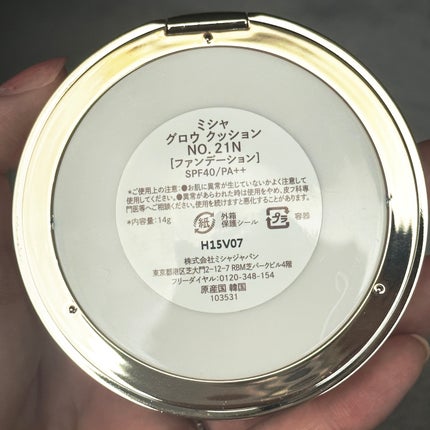 ミシャ
グロウ クッション
NO. 21N
[ファンデーション]
SPF40/PA++
*ご使用上の注意:●お肌に異常が生じていないかよく注意して
使用してください。●異常があらわれた時は使用をやめ、皮フ科専
門医等へご相談ください。使用を続けますと悪化することがあります。
*内容量:14g 紙 外箱 保護シール プラ 容器
H15V07
株式会社ミシャジャパン
東京都港区芝大門2-12-7 RBM芝パークビル4階
フリーダイヤル:0120-348-154
原産国 韓国
103531